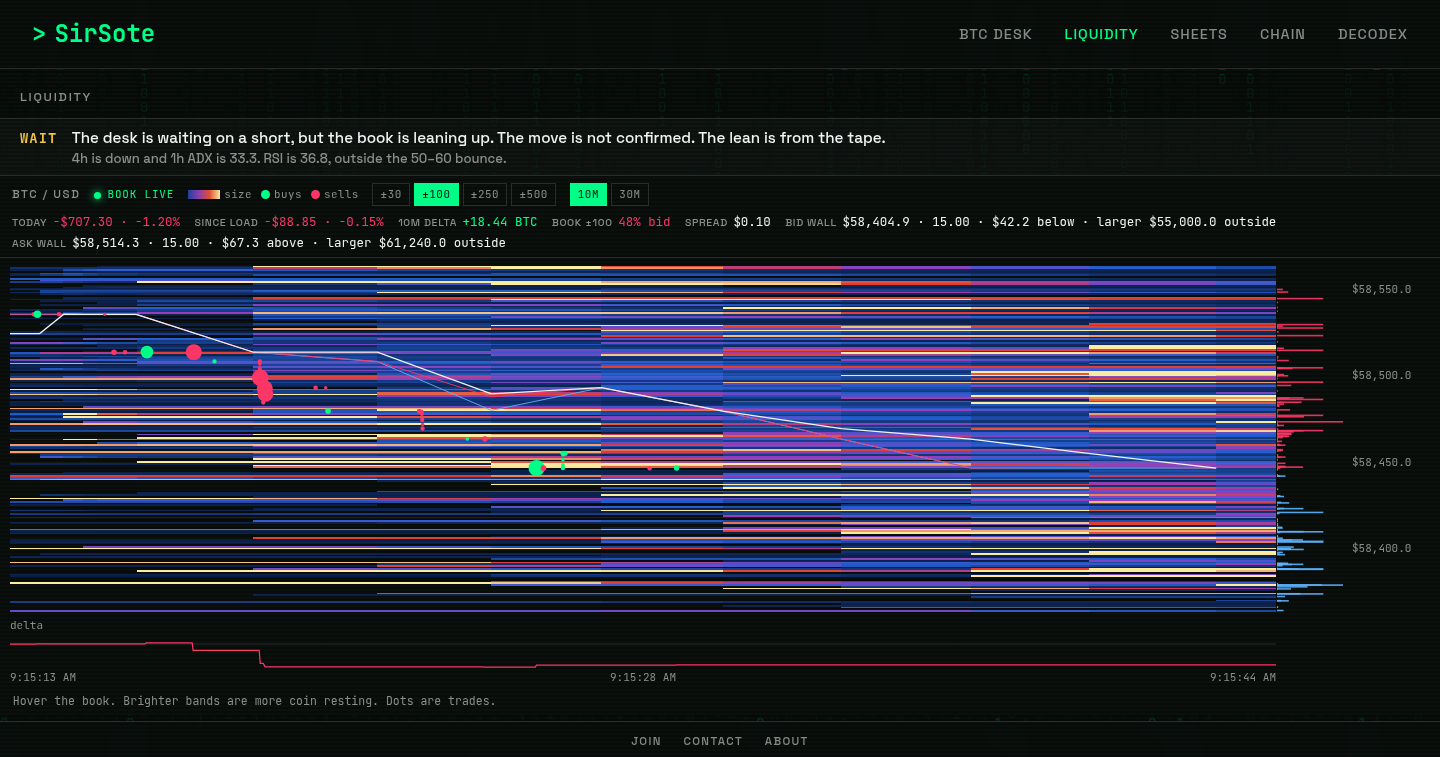 > SirSote
BTC DESK LIQUIDITY SHEETS CHAIN DECODEX
LIQUIDITY
WAIT The desk is waiting on a short, but the book is leaning up. The move is not confirmed. The lean is from the tape.
4h is down and 1h ADX is 33.3. RSI is 36.8, outside the 50–60 bounce.
BTC / USD BOOK LIVE size buys sells ±30 ±100 ±250 ±500 10M 30M
TODAY -$707.30 · -1.20% SINCE LOAD -$88.85 · -0.15% 10M DELTA +18.44 BTC BOOK ±100 48% bid SPREAD $0.10 BID WALL $58,404.9 · 15.00 · $42.2 below · larger $55,000.0 outside
ASK WALL $58,514.3 · 15.00 · $67.3 above · larger $61,240.0 outside
$58,550.0
$58,500.0
$58,450.0
$58,400.0
delta
9:15:13 AM 9:15:28 AM 9:15:44 AM
Hover the book. Brighter bands are more coin resting. Dots are trades.
JOIN CONTACT ABOUT